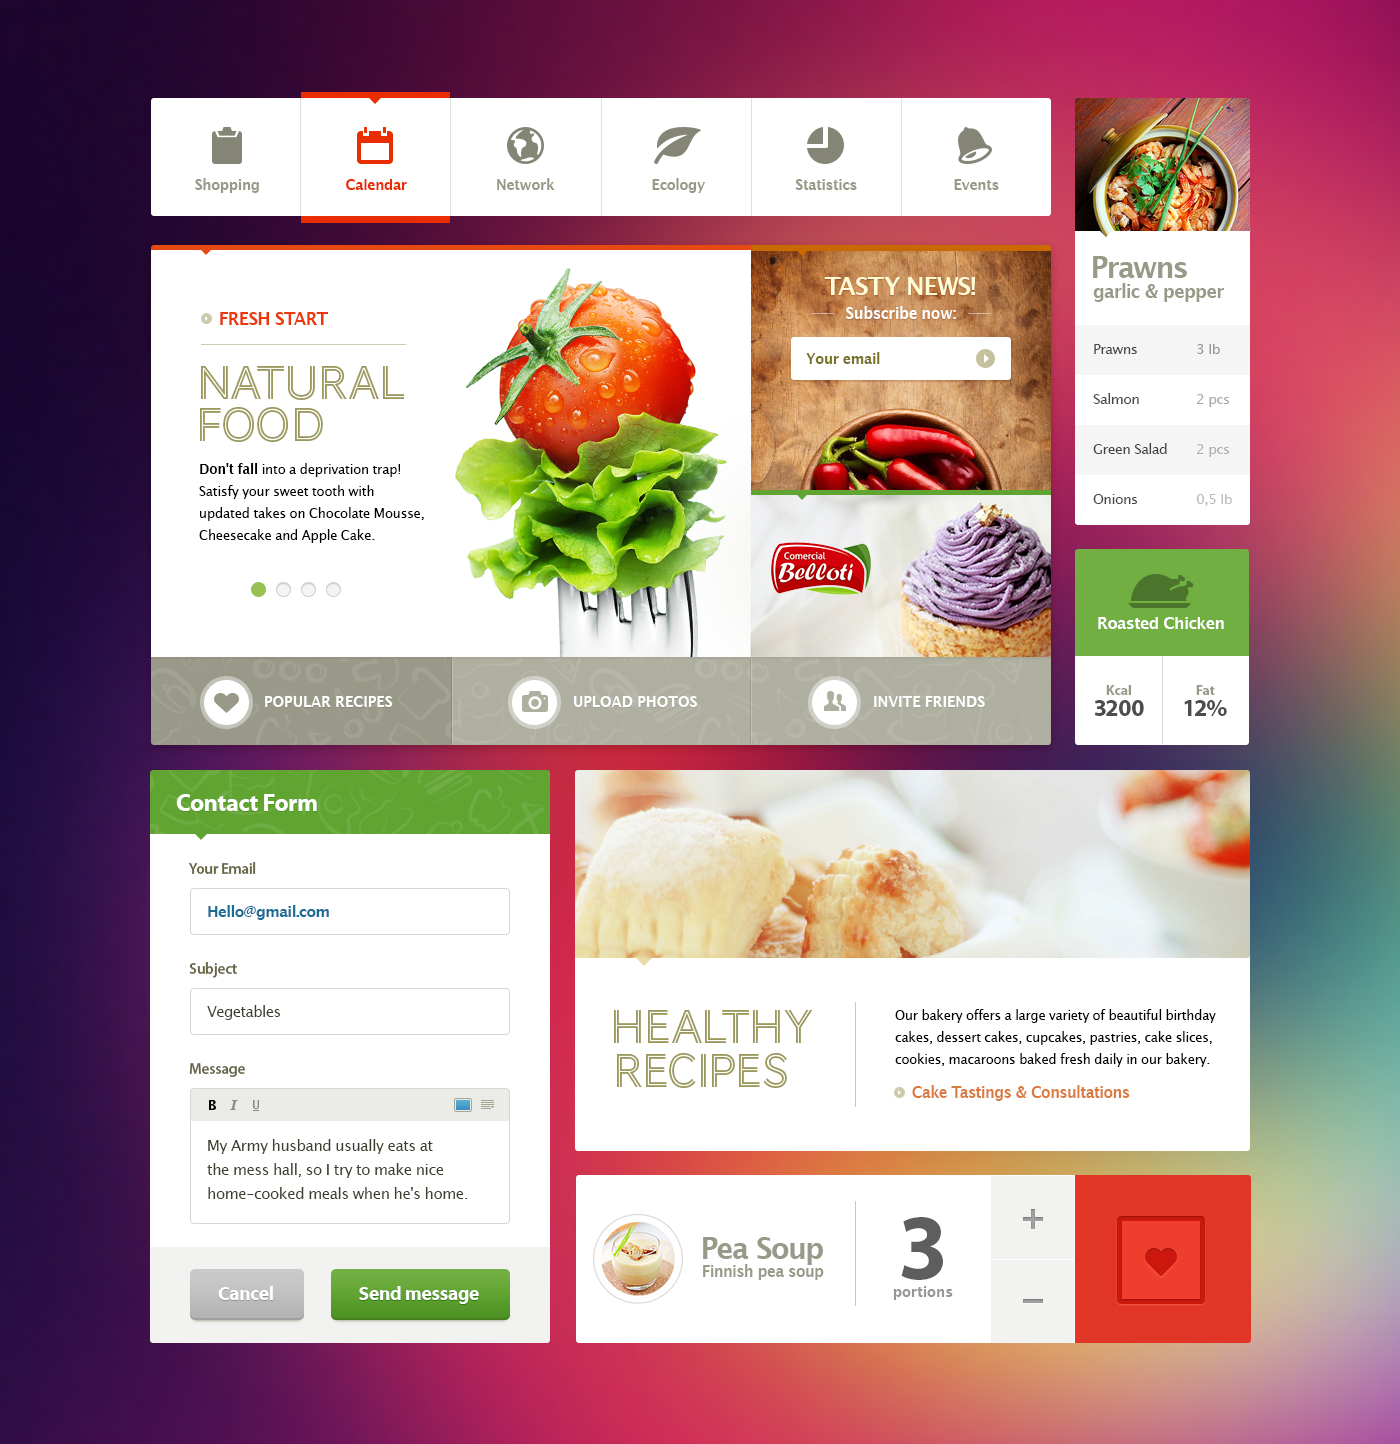 Shopping
Calendar
Network
Ecology
Statistics
Events
FRESH START
NATURAL
FOOD
Don't fall into a deprivation trap!
Satisfy your sweet tooth with
updated takes on Chocolate Mousse,
Cheesecake and Apple Cake.
TASTY NEWS!
Subscribe now:
Your email
Comercial
Belloti
POPULAR RECIPES
UPLOAD PHOTOS
INVITE FRIENDS
Prawns
garlic & pepper
Prawns 3 lb
Salmon 2 pcs
Green Salad 2 pcs
Onions 0,5 lb
Roasted Chicken
Kcal
3200
Fat
12%
Contact Form
Your Email
Hello@gmail.com
Subject
Vegetables
Message
B I U
My Army husband usually eats at
the mess hall, so I try to make nice
home-cooked meals when he's home.
Cancel
Send message
HEALTHY
RECIPES
Our bakery offers a large variety of beautiful birthday
cakes, dessert cakes, cupcakes, pastries, cake slices,
cookies, macaroons baked fresh daily in our bakery.
Cake Tastings & Consultations
Pea Soup
Finnish pea soup
3
portions
+
−